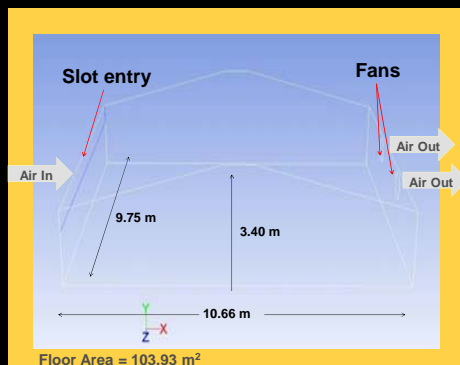 Slot entry
Fans
Air Out
Air In
Air Out
9.75 m
3.40 m
10.66 m
Y
X
Z
Floor Area = 103.93 m²